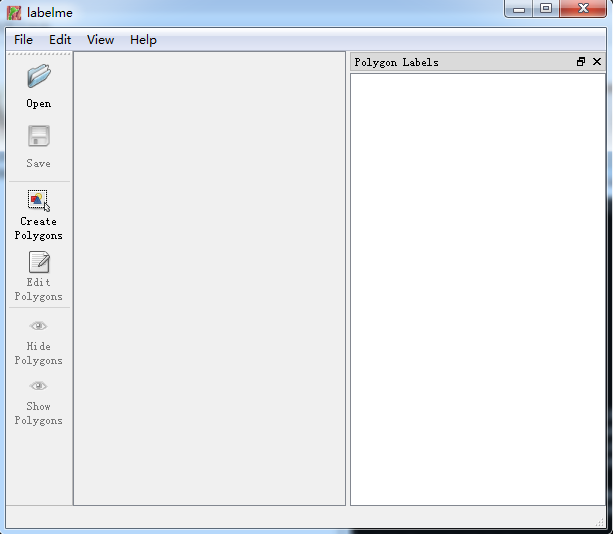 labelme
File Edit View Help
Open
Save
Create
Polygons
Edit
Polygons
Hide
Polygons
Show
Polygons
Polygon Labels